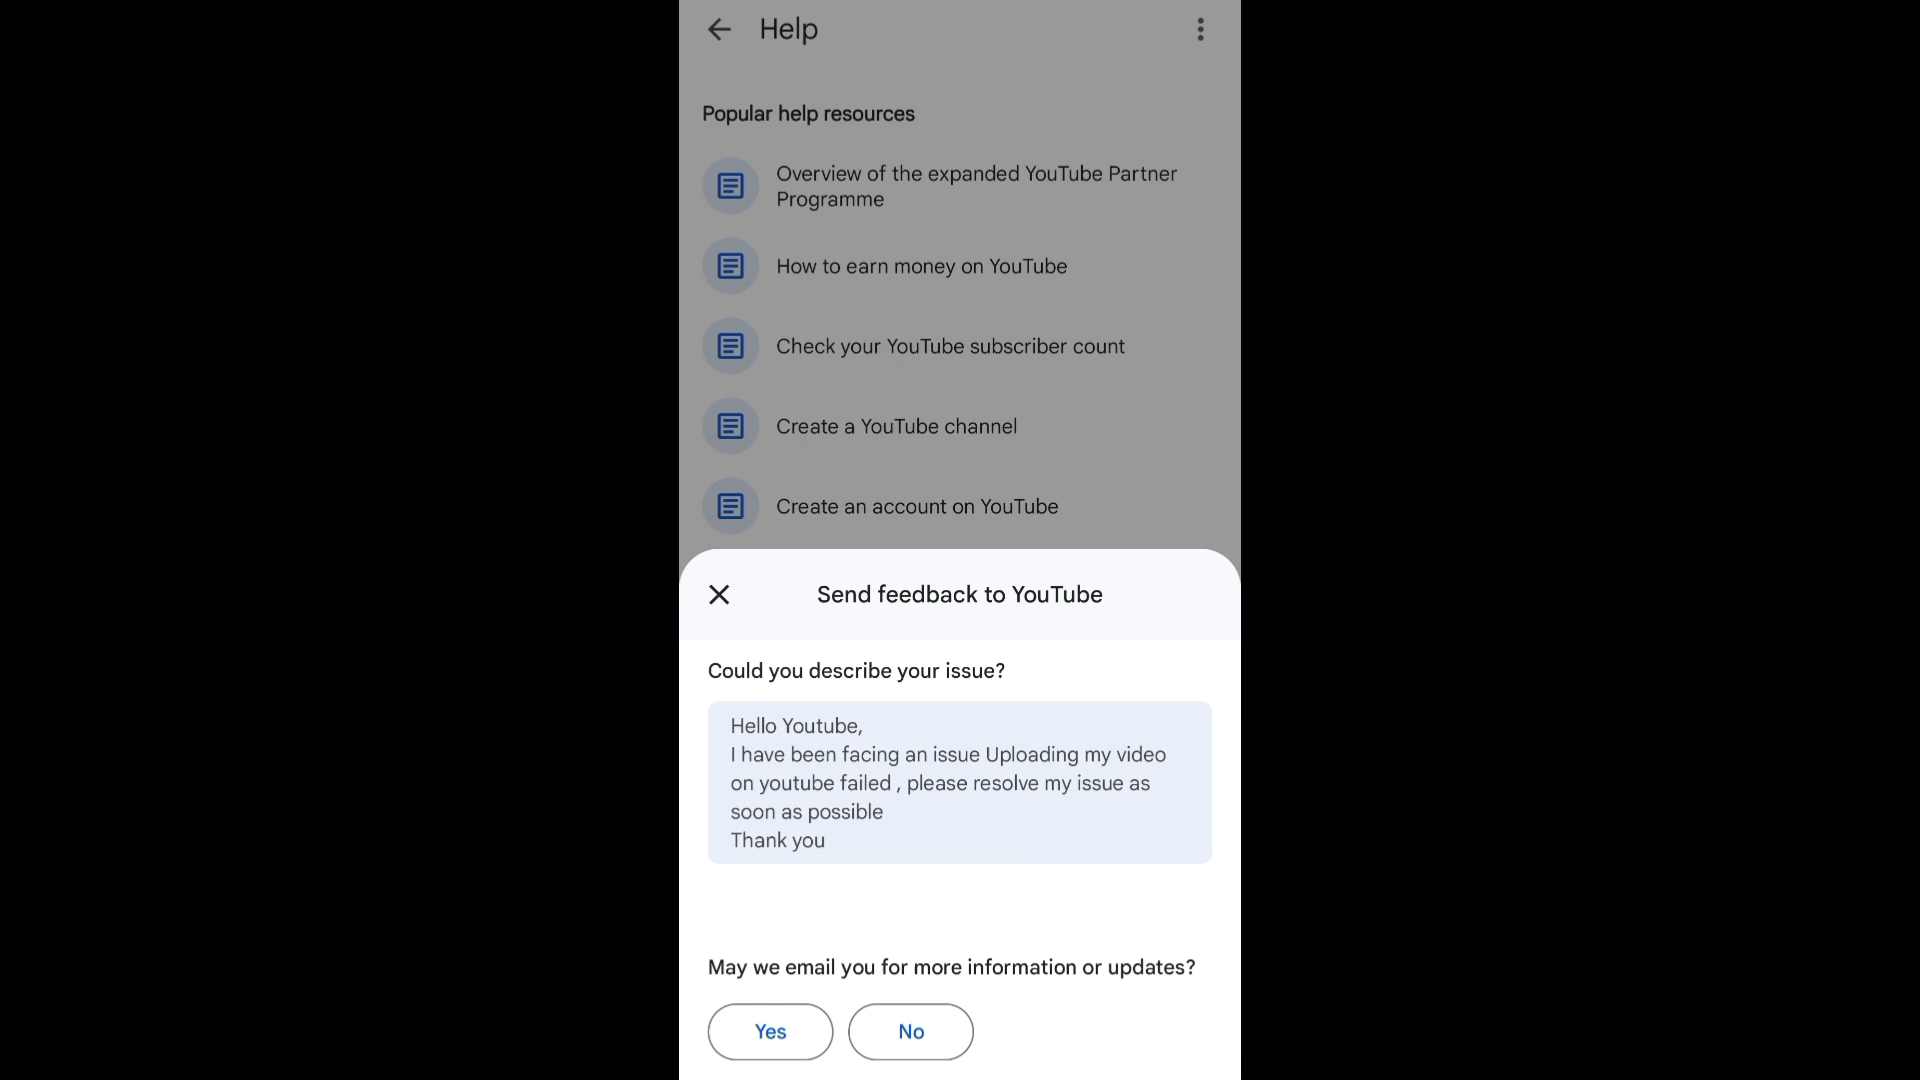 Help
Popular help resources
Overview of the expanded YouTube Partner
Programme
How to earn money on YouTube
Check your YouTube subscriber count
Create a YouTube channel
Create an account on YouTube
Send feedback to YouTube
Could you describe your issue?
Hello Youtube,
I have been facing an issue Uploading my video
on youtube failed , please resolve my issue as
soon as possible
Thank you
May we email you for more information or updates?
Yes
No